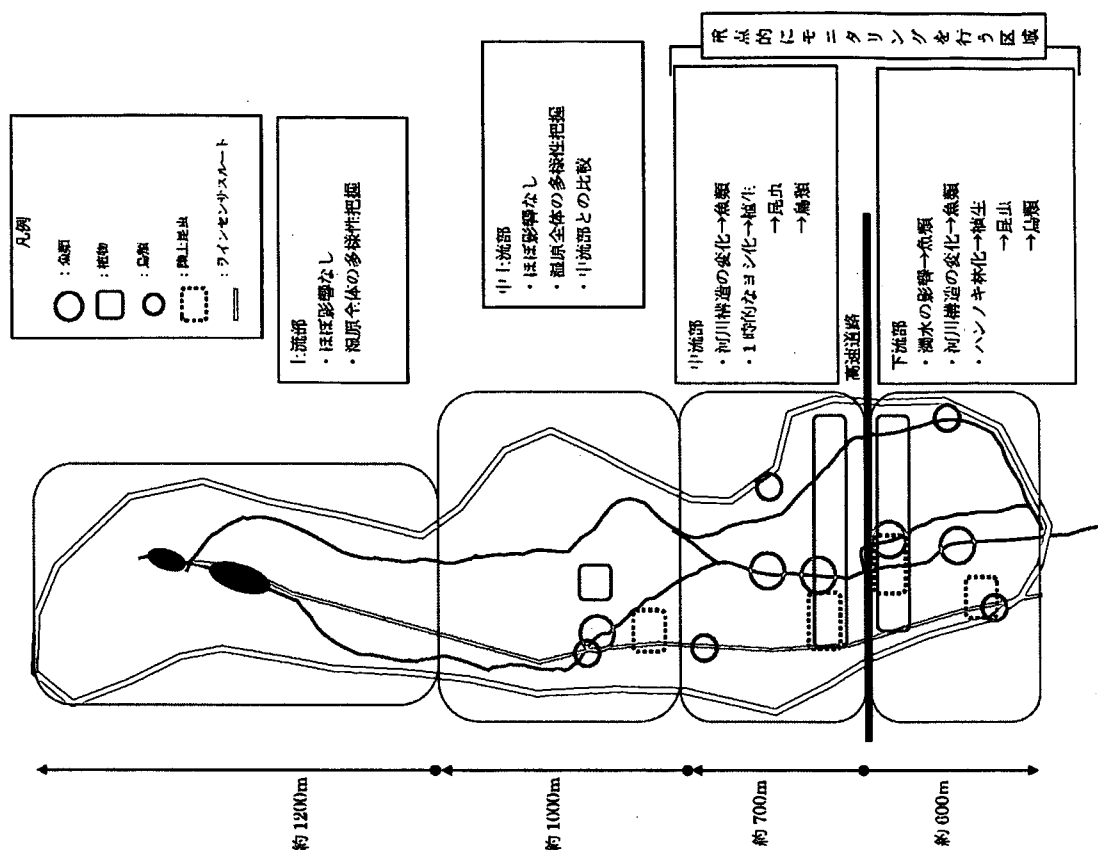 凡例
：魚類
：植物
：鳥類
：陸上昆虫
：ラインセンサスルート
上流部
・ほぼ影響なし
・湿原全体の多様性把握
中上流部
・ほぼ影響なし
・湿原全体の多様性把握
・中流部との比較
重点的にモニタリングを行う区域
中流部
・河川構造の変化→魚類
・1時的なヨシ化→植生
→昆虫
→鳥類
高速道路
下流部
・濁水の影響→魚類
・河川構造の変化→魚類
・ハンノキ林化→植生
→昆虫
→鳥類
約1200m
約1000m
約700m
約600m